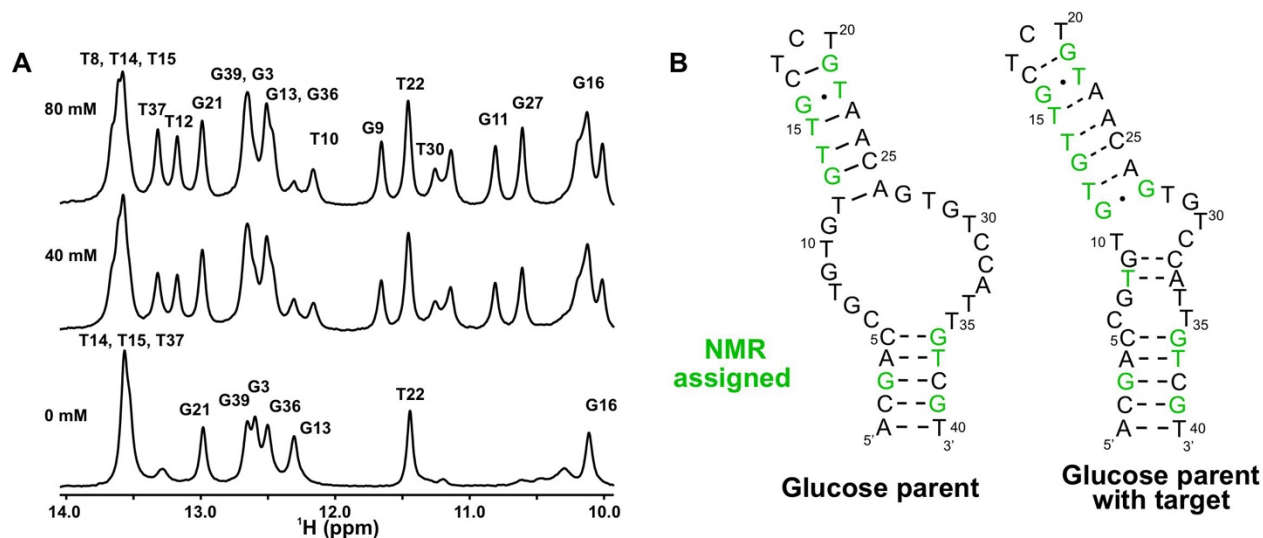 A
T8, T14, T15
80 mM
T37
T12
G21
G39, G3
G13, G36
T10
G9
T22
T30
G11
G27
G16
40 mM
T14, T15, T37
0 mM
G21
G39
G3
G36
G13
T22
G16
14.0 13.0 12.0 11.0 10.0
¹H (ppm)
B
C T 20
T C G
G • T
15 T A
T A
G C 25
T A G T G T 30
G C
10 T C
G A
T T
G T 35
C
5 C G
A T
G C
C G 40
A T
5' 3'
Glucose parent
NMR
assigned
C T 20
T G
C T
G • A
15 T A
T C 25
G A
T G T G
G • T 30
10 T C
G C
T A
G T
C T 35
5 C G
A T
G C
C G 40
A T
5' 3'
Glucose parent
with target